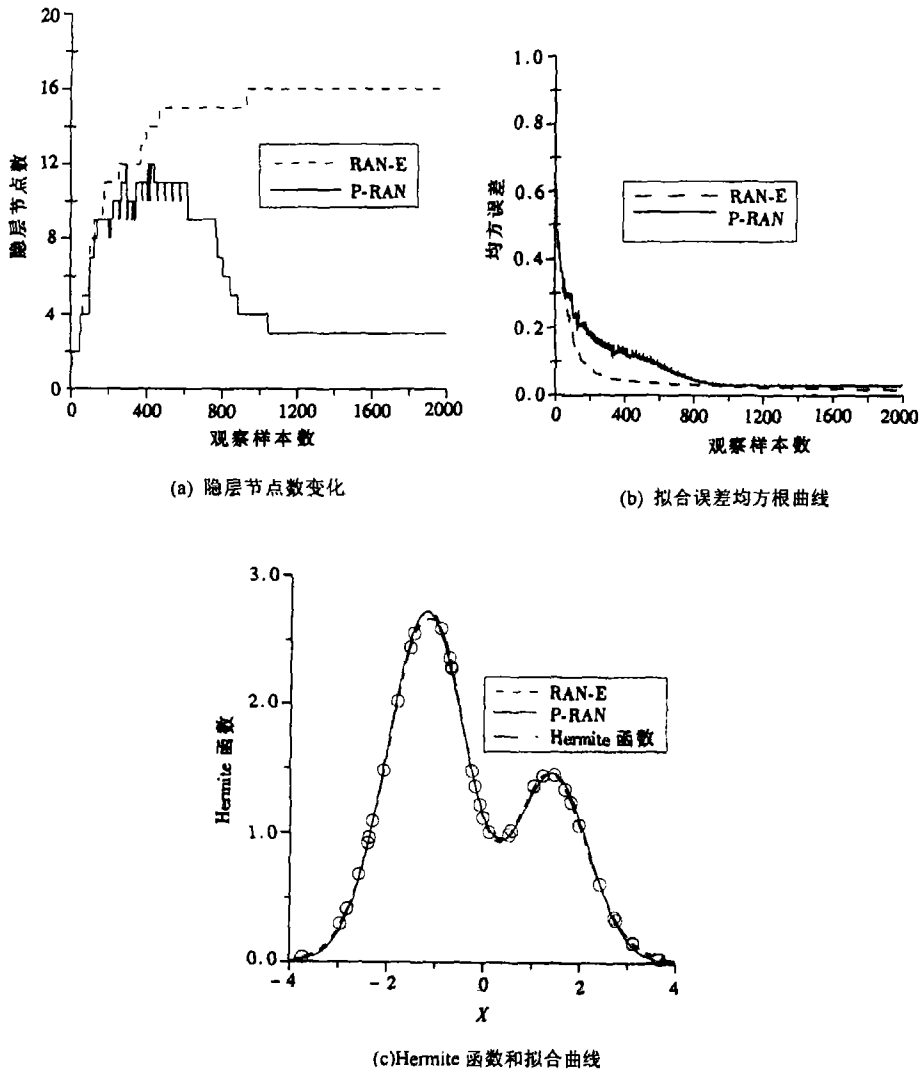 20
16
12
8
4
0
隐层节点数
RAN-E
P-RAN
0 400 800 1200 1600 2000
观察样本数
(a) 隐层节点数变化
1.0
0.8
0.6
0.4
0.2
0.0
均方误差
RAN-E
P-RAN
0 400 800 1200 1600 2000
观察样本数
(b) 拟合误差均方根曲线
3.0
2.0
1.0
0.0
Hermite 函数
RAN-E
P-RAN
Hermite 函数
-4 -2 0 2 4
X
(c)Hermite 函数和拟合曲线